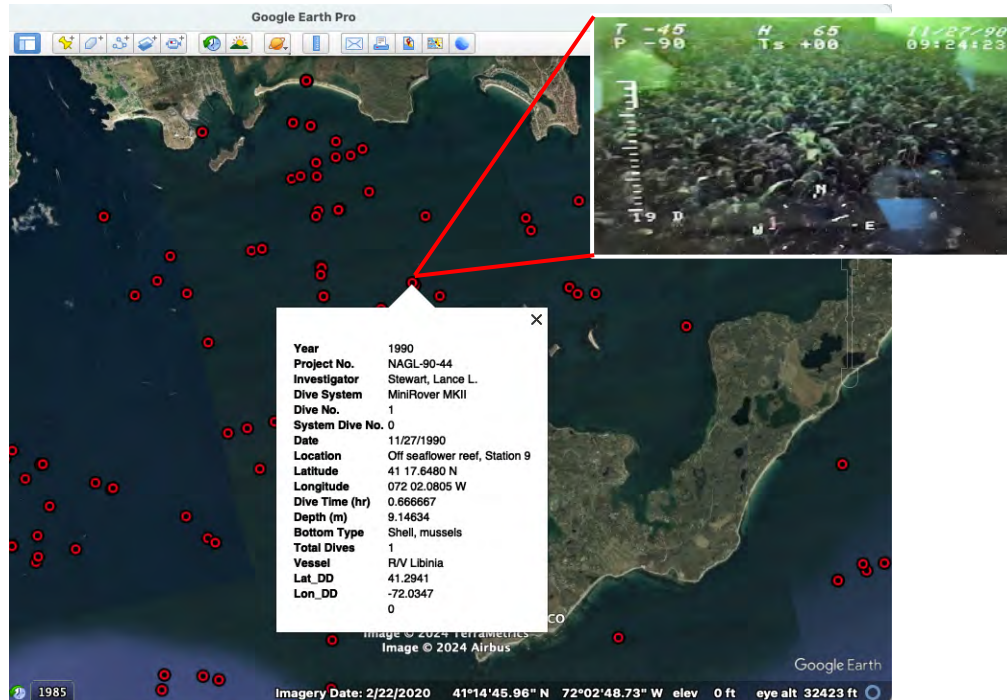 Google Earth Pro
T -45 H 65 11/27/90
P -90 Ts +00 09:24:23
19 D
N
W E
Year 1990
Project No. NAGL-90-44
Investigator Stewart, Lance L.
Dive System MiniRover MKII
Dive No. 1
System Dive No. 0
Date 11/27/1990
Location Off seaflower reef, Station 9
Latitude 41 17.6480 N
Longitude 072 02.0805 W
Dive Time (hr) 0.666667
Depth (m) 9.14634
Bottom Type Shell, mussels
Total Dives 1
Vessel R/V Libinia
Lat_DD 41.2941
Lon_DD -72.0347
0
CO
Image © 2024 TerraMetrics
Image © 2024 Airbus
Google Earth
1985 Imagery Date: 2/22/2020 41°14'45.96" N 72°02'48.73" W elev 0 ft eye alt 32423 ft